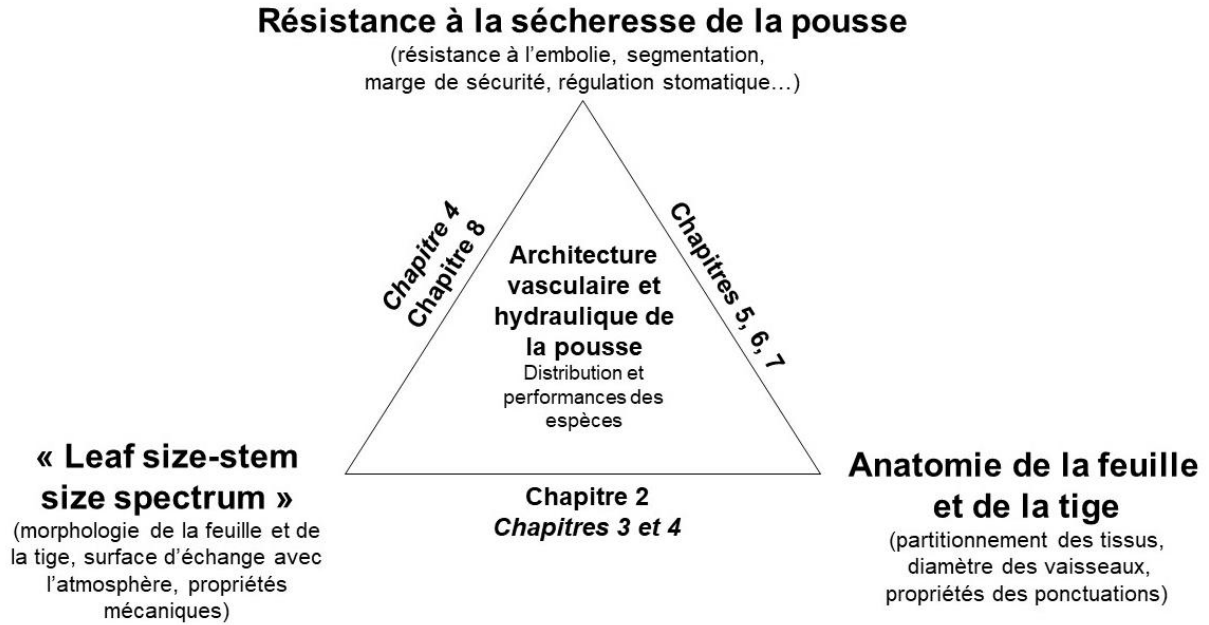 Résistance à la sécheresse de la pousse
(résistance à l’embolie, segmentation,
marge de sécurité, régulation stomatique…)
Chapitre 4
Chapitre 8
Architecture
vasculaire et
hydraulique de
la pousse
Distribution et
performances des
espèces
Chapitres 5, 6, 7
« Leaf size-stem
size spectrum »
(morphologie de la feuille et de
la tige, surface d’échange avec
l’atmosphère, propriétés
mécaniques)
Chapitre 2
Chapitres 3 et 4
Anatomie de la feuille
et de la tige
(partitionnement des tissus,
diamètre des vaisseaux,
propriétés des ponctuations)